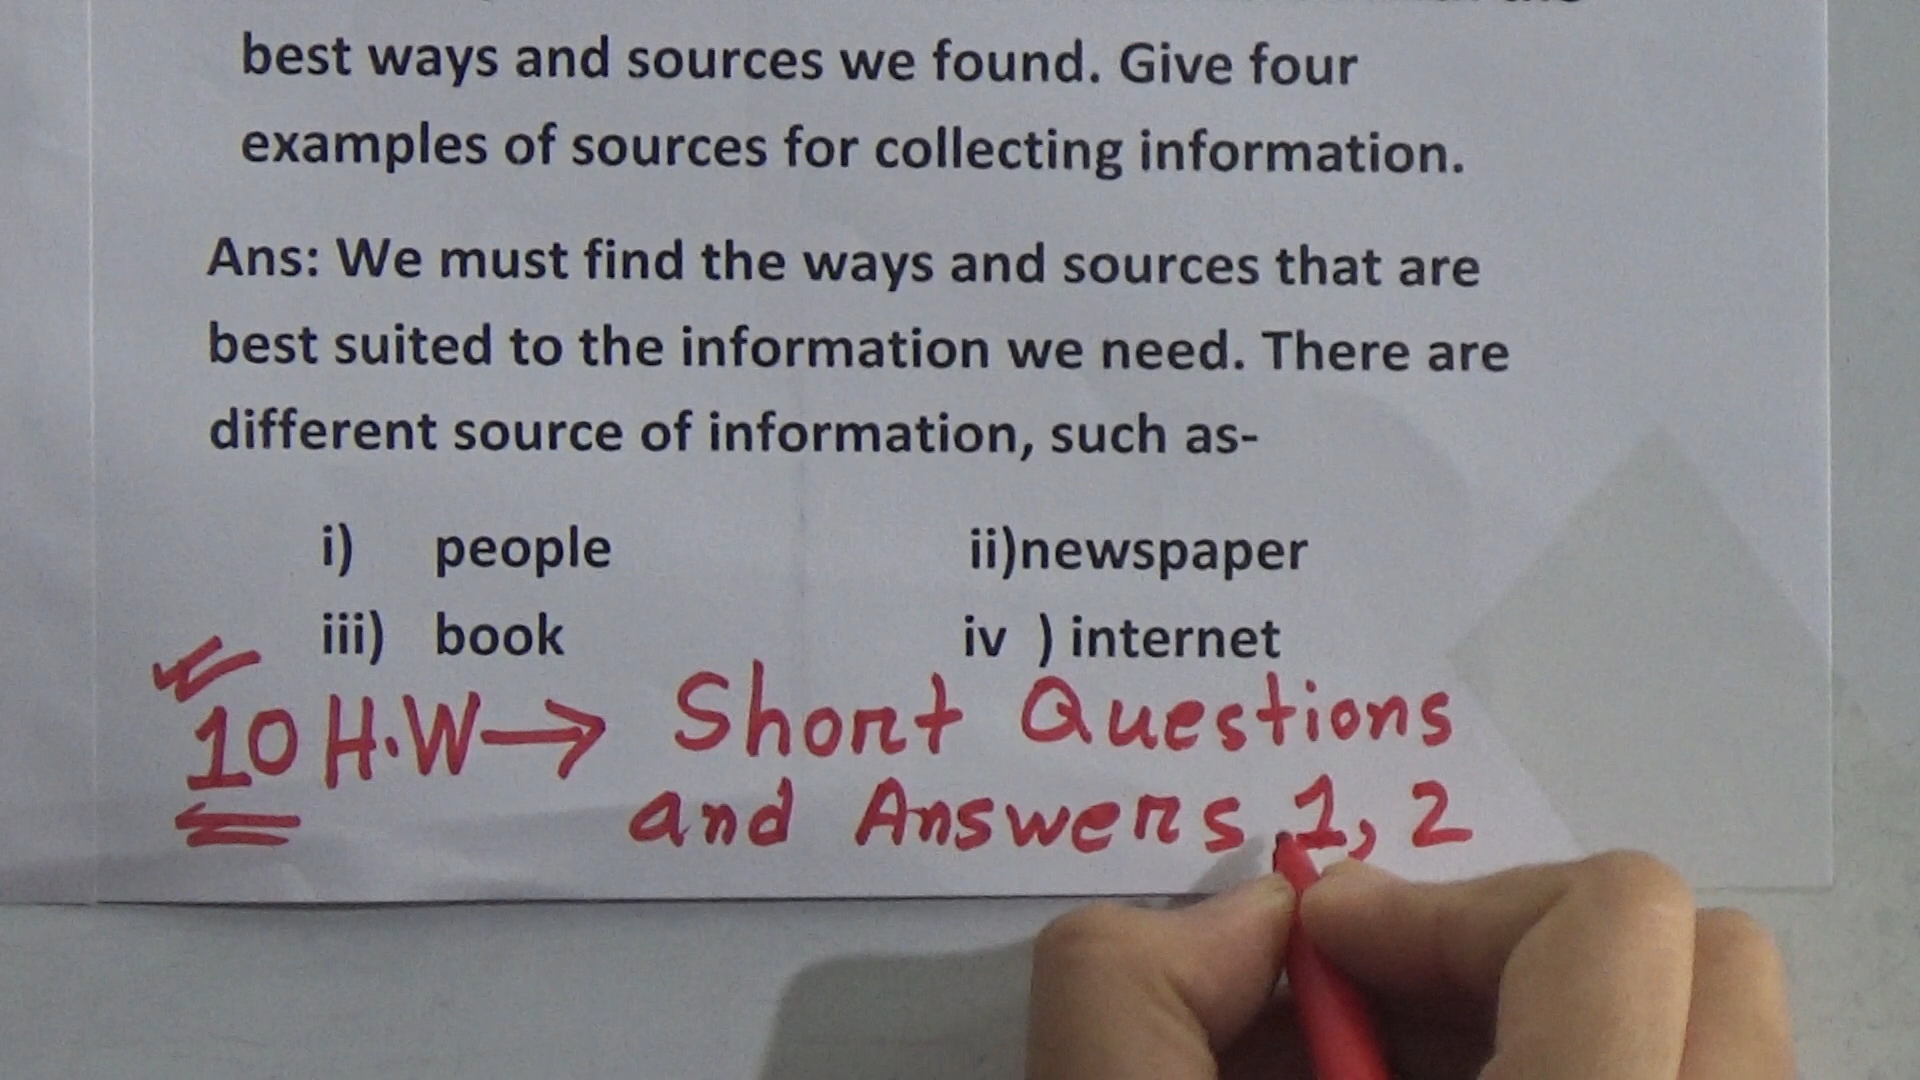 best ways and sources we found. Give four
examples of sources for collecting information.
Ans: We must find the ways and sources that are
best suited to the information we need. There are
different source of information, such as-
i) people ii)newspaper
iii) book iv ) internet
10 H.W → Short Questions
and Answers 1, 2